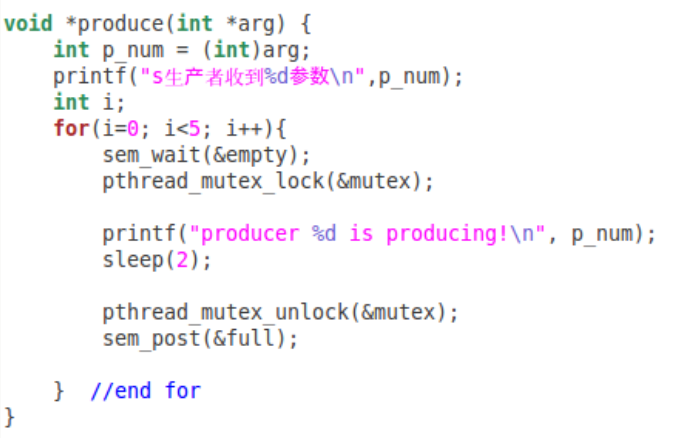 void *produce(int *arg) {
    int p_num = (int)arg;
    printf("s生产者收到%d参数\n",p_num);
    int i;
    for(i=0; i<5; i++){
        sem_wait(&empty);
        pthread_mutex_lock(&mutex);

        printf("producer %d is producing!\n", p_num);
        sleep(2);

        pthread_mutex_unlock(&mutex);
        sem_post(&full);

    }  //end for
}